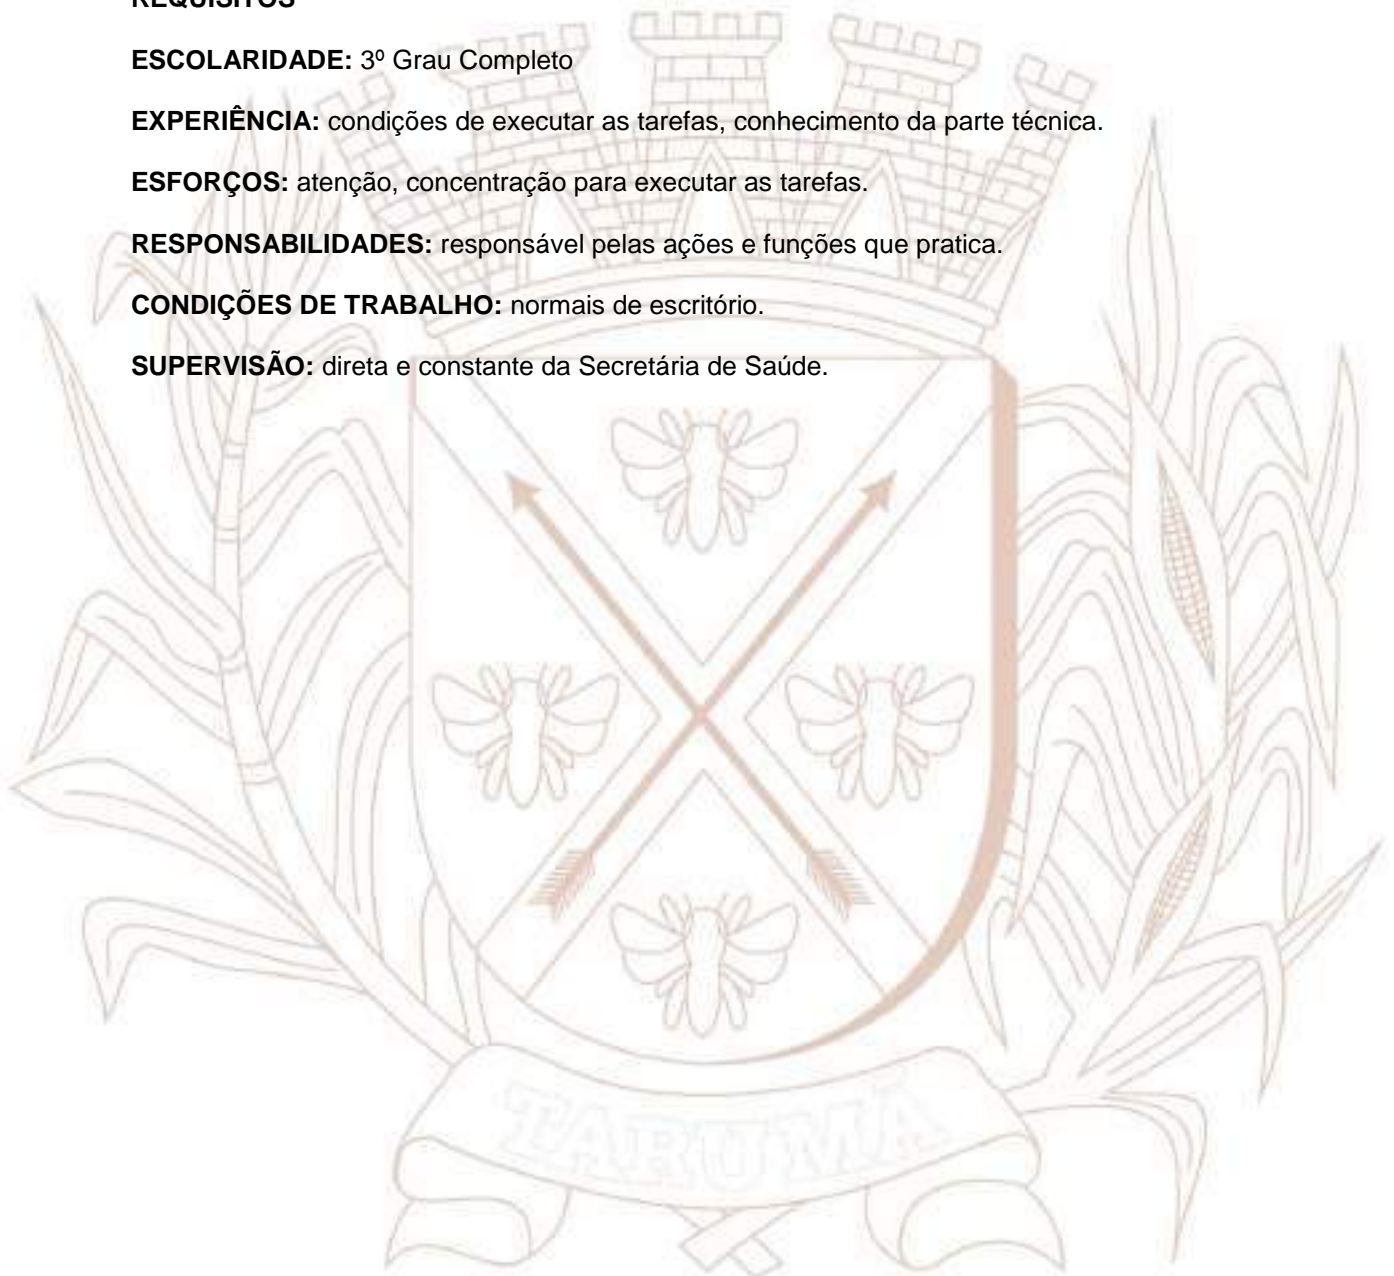 REQUISITOS
ESCOLARIDADE: 3º Grau Completo
EXPERIÊNCIA: condições de executar as tarefas, conhecimento da parte técnica.
ESFORÇOS: atenção, concentração para executar as tarefas.
RESPONSABILIDADES: responsável pelas ações e funções que pratica.
CONDIÇÕES DE TRABALHO: normais de escritório.
SUPERVISÃO: direta e constante da Secretária de Saúde.
TARUMÃ